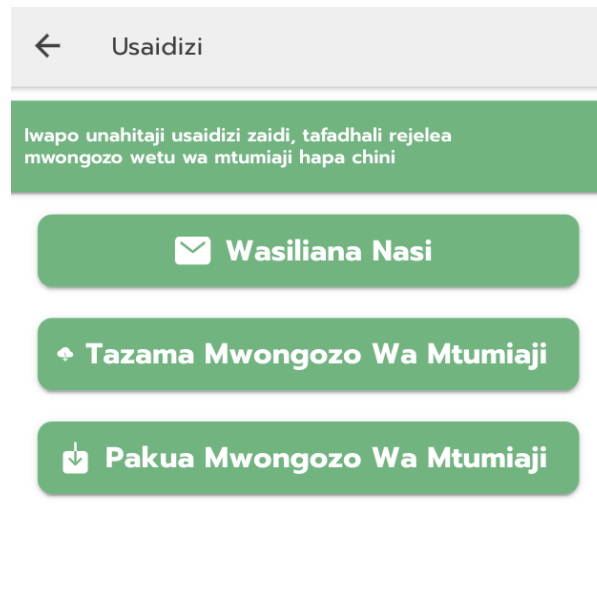 Usaidizi
Iwapo unahitaji usaidizi zaidi, tafadhali rejelea
mwongozo wetu wa mtumiaji hapa chini
Wasiliana Nasi
Tazama Mwongozo Wa Mtumiaji
Pakua Mwongozo Wa Mtumiaji